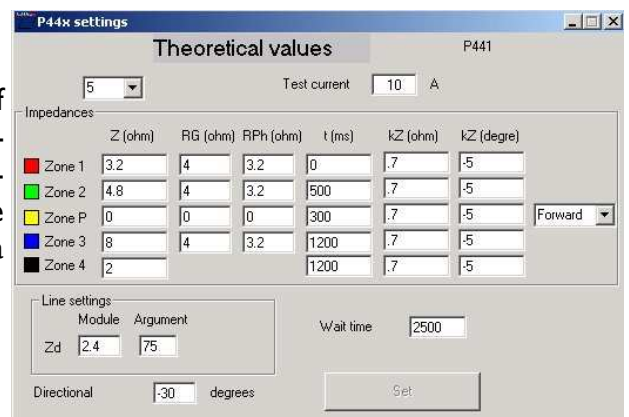 P44x settings
Theoretical values P441
5 Test current 10 A
Impedances
Z (ohm) RG (ohm) RPh (ohm) t (ms) kZ (ohm) kZ (degre)
Zone 1 3.2 4 3.2 0 .7 -5
Zone 2 4.8 4 3.2 500 .7 -5
Zone P 0 0 0 300 .7 -5 Forward
Zone 3 8 4 3.2 1200 .7 -5
Zone 4 2 1200 .7 -5
Line settings
Module Argument
Zd 2.4 75
Wait time 2500
Directional -30 degrees Set